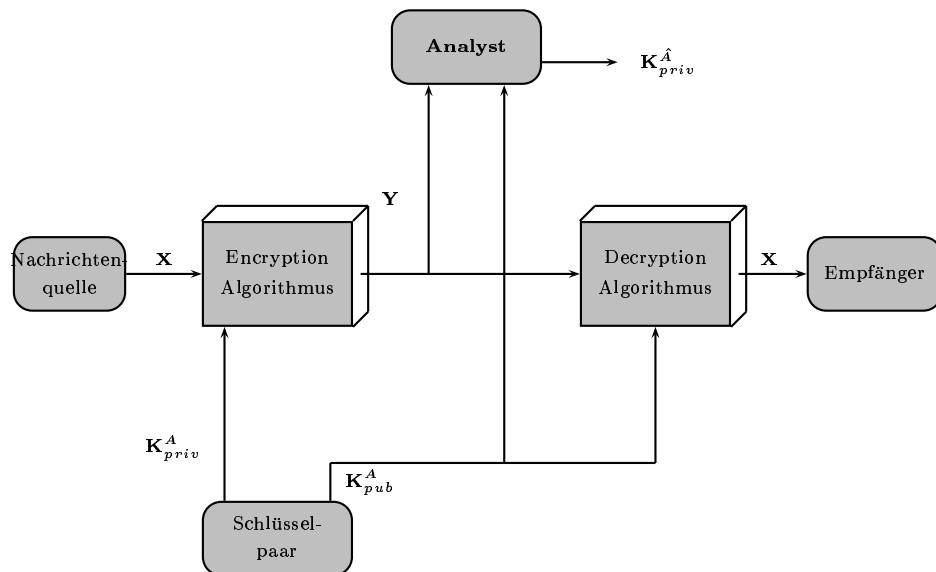 Analyst
K^Â_priv
Y
Nachrichten-
quelle
X
Encryption
Algorithmus
Decryption
Algorithmus
X
Empfänger
K^A_priv
K^A_pub
Schlüssel-
paar